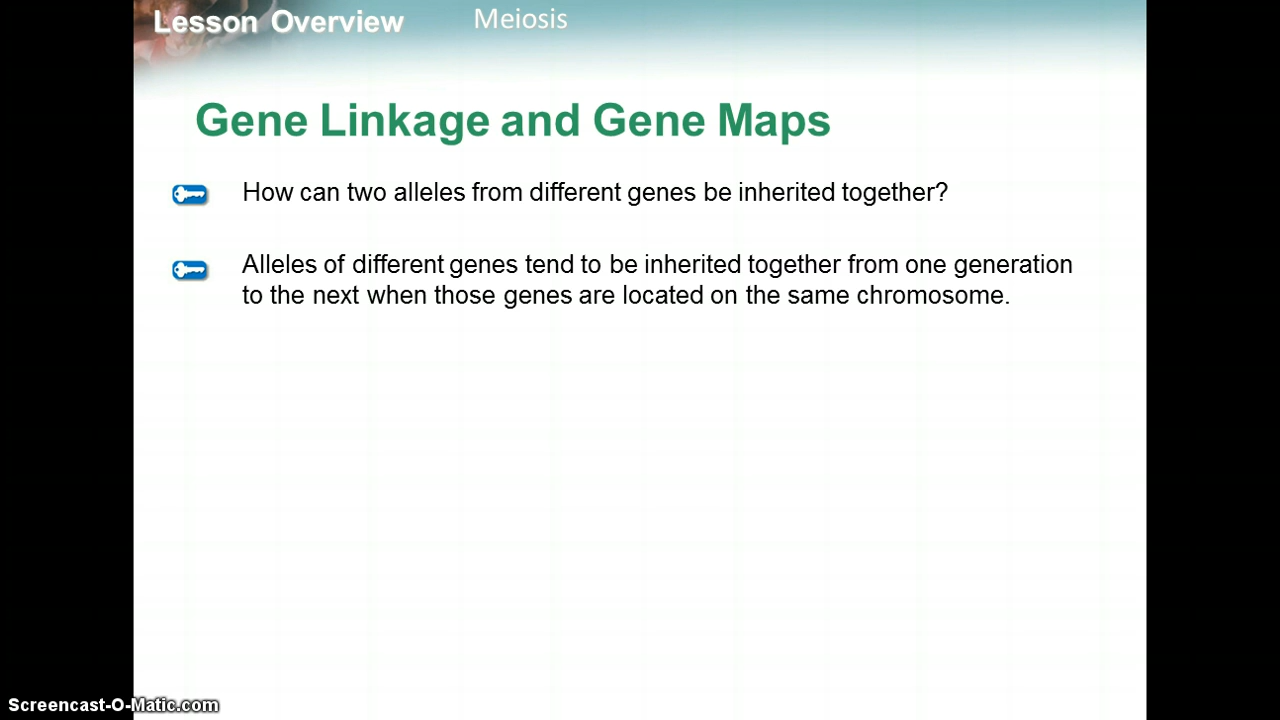 Lesson Overview
Meiosis
Gene Linkage and Gene Maps
How can two alleles from different genes be inherited together?
Alleles of different genes tend to be inherited together from one generation
to the next when those genes are located on the same chromosome.
Screencast-O-Matic.com